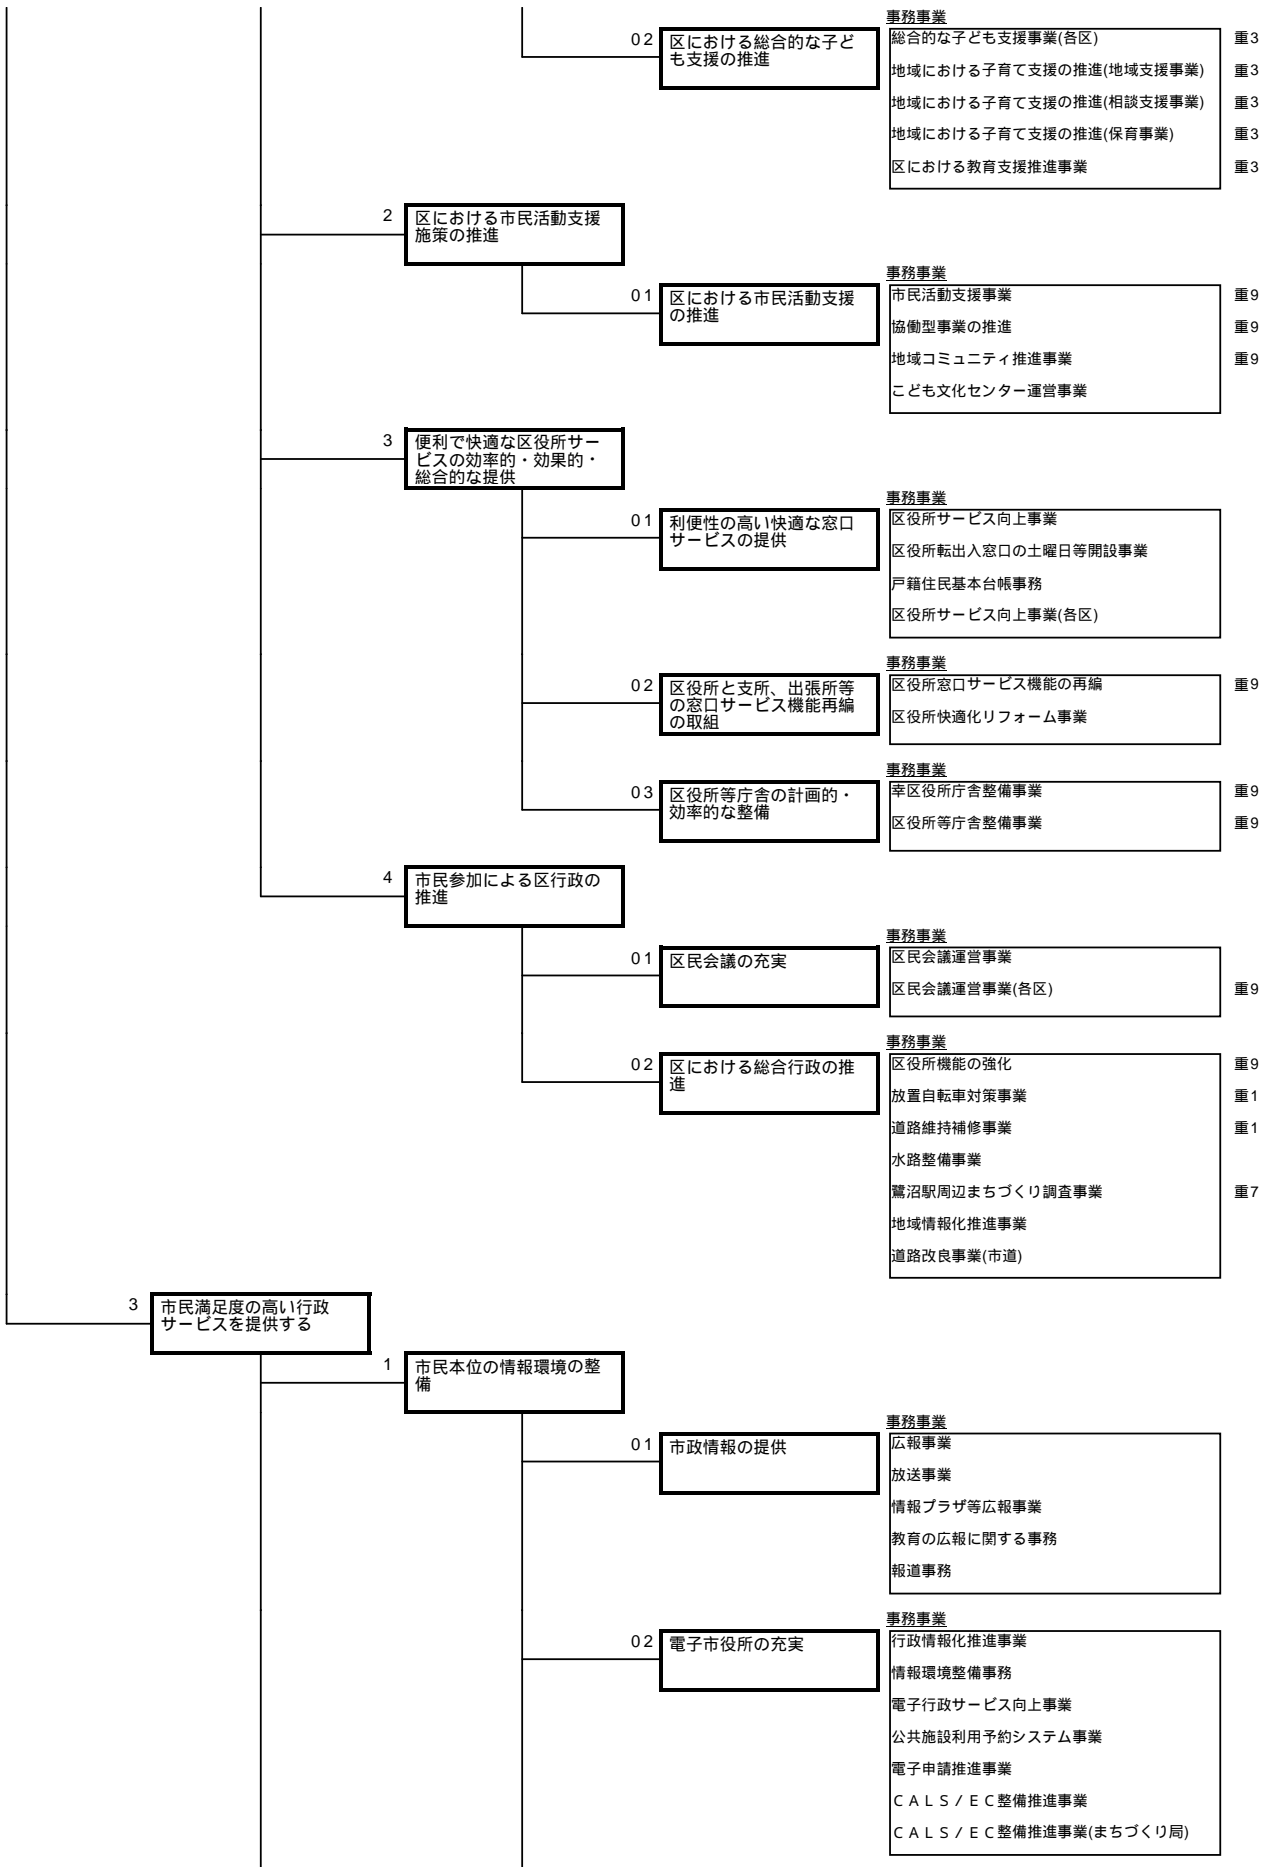 事務事業
02 区における総合的な子ど
も支援の推進
総合的な子ども支援事業(各区) 重3
地域における子育て支援の推進(地域支援事業) 重3
地域における子育て支援の推進(相談支援事業) 重3
地域における子育て支援の推進(保育事業) 重3
区における教育支援推進事業 重3
2 区における市民活動支援
施策の推進
事務事業
01 区における市民活動支援
の推進
市民活動支援事業 重9
協働型事業の推進 重9
地域コミュニティ推進事業 重9
こども文化センター運営事業
3 便利で快適な区役所サー
ビスの効率的・効果的・
総合的な提供
事務事業
01 利便性の高い快適な窓口
サービスの提供
区役所サービス向上事業
区役所転出入窓口の土曜日等開設事業
戸籍住民基本台帳事務
区役所サービス向上事業(各区)
事務事業
02 区役所と支所、出張所等
の窓口サービス機能再編
の取組
区役所窓口サービス機能の再編 重9
区役所快適化リフォーム事業
事務事業
03 区役所等庁舎の計画的・
効率的な整備
幸区役所庁舎整備事業 重9
区役所等庁舎整備事業 重9
4 市民参加による区行政の
推進
事務事業
01 区民会議の充実
区民会議運営事業
区民会議運営事業(各区) 重9
事務事業
02 区における総合行政の推
進
区役所機能の強化 重9
放置自転車対策事業 重1
道路維持補修事業 重1
水路整備事業
鷺沼駅周辺まちづくり調査事業 重7
地域情報化推進事業
道路改良事業(市道)
3 市民満足度の高い行政
サービスを提供する
1 市民本位の情報環境の整
備
事務事業
01 市政情報の提供
広報事業
放送事業
情報プラザ等広報事業
教育の広報に関する事務
報道事務
事務事業
02 電子市役所の充実
行政情報化推進事業
情報環境整備事務
電子行政サービス向上事業
公共施設利用予約システム事業
電子申請推進事業
CALS/EC整備推進事業
CALS/EC整備推進事業(まちづくり局)